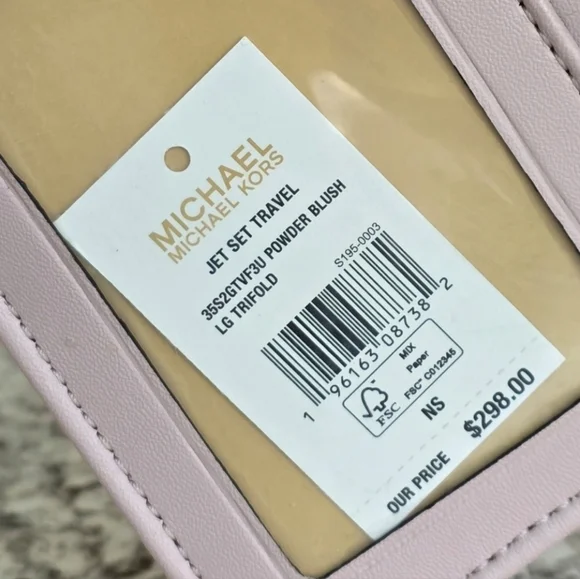 MICHAEL
MICHAEL KORS
JET SET TRAVEL
35S2GTVF3U POWDER BLUSH
LG TRIFOLD
S195-0003
1 96163 08738 2
FSC
MIX
Paper
FSC® C012345
NS
OUR PRICE $298.00